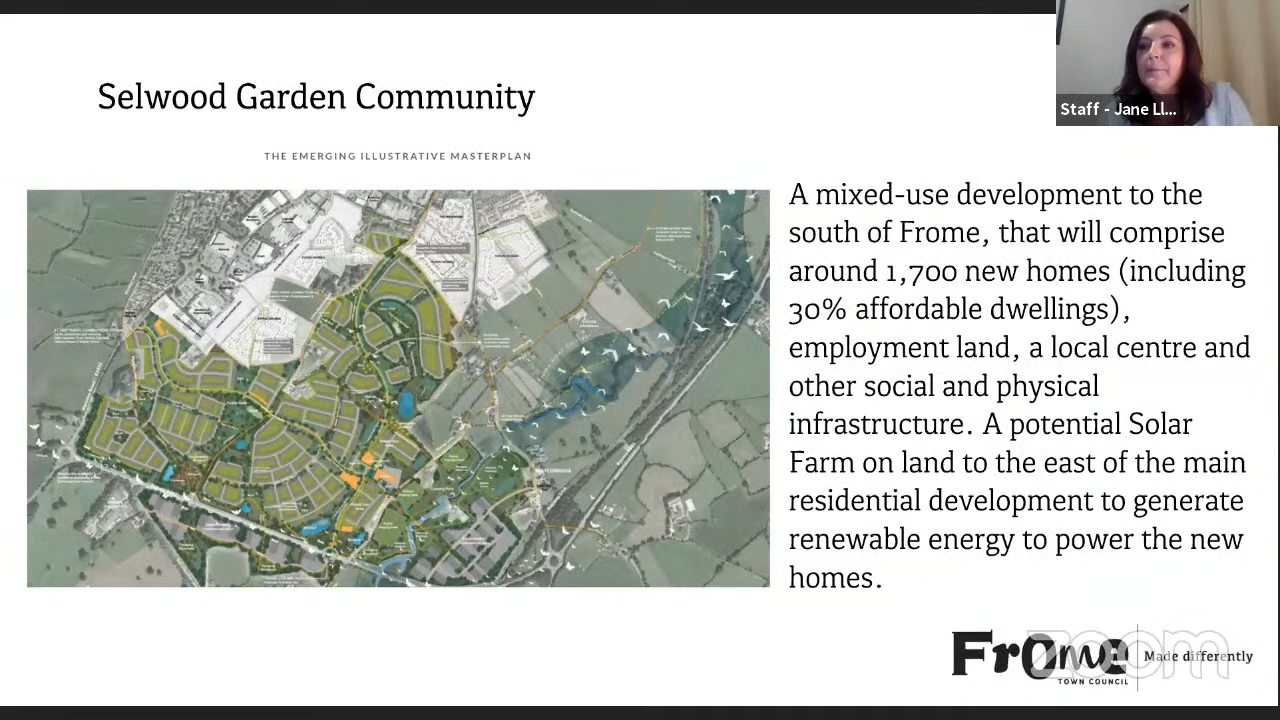 Selwood Garden Community
Staff - Jane Ll...
THE EMERGING ILLUSTRATIVE MASTERPLAN
A mixed-use development to the
south of Frome, that will comprise
around 1,700 new homes (including
30% affordable dwellings),
employment land, a local centre and
other social and physical
infrastructure. A potential Solar
Farm on land to the east of the main
residential development to generate
renewable energy to power the new
homes.
Frome
TOWN COUNCIL
Made differently
zoom